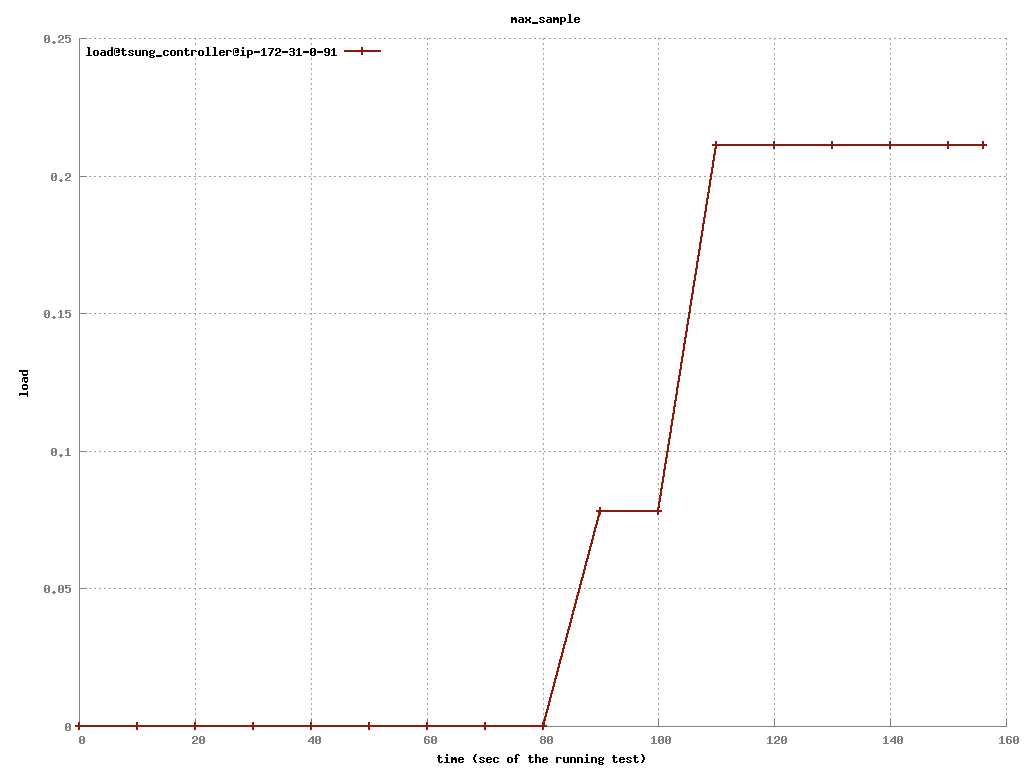 max_sample
load@tsung_controller@ip-172-31-0-91
0.25
0.2
0.15
0.1
0.05
0
load
0 20 40 60 80 100 120 140 160
time (sec of the running test)